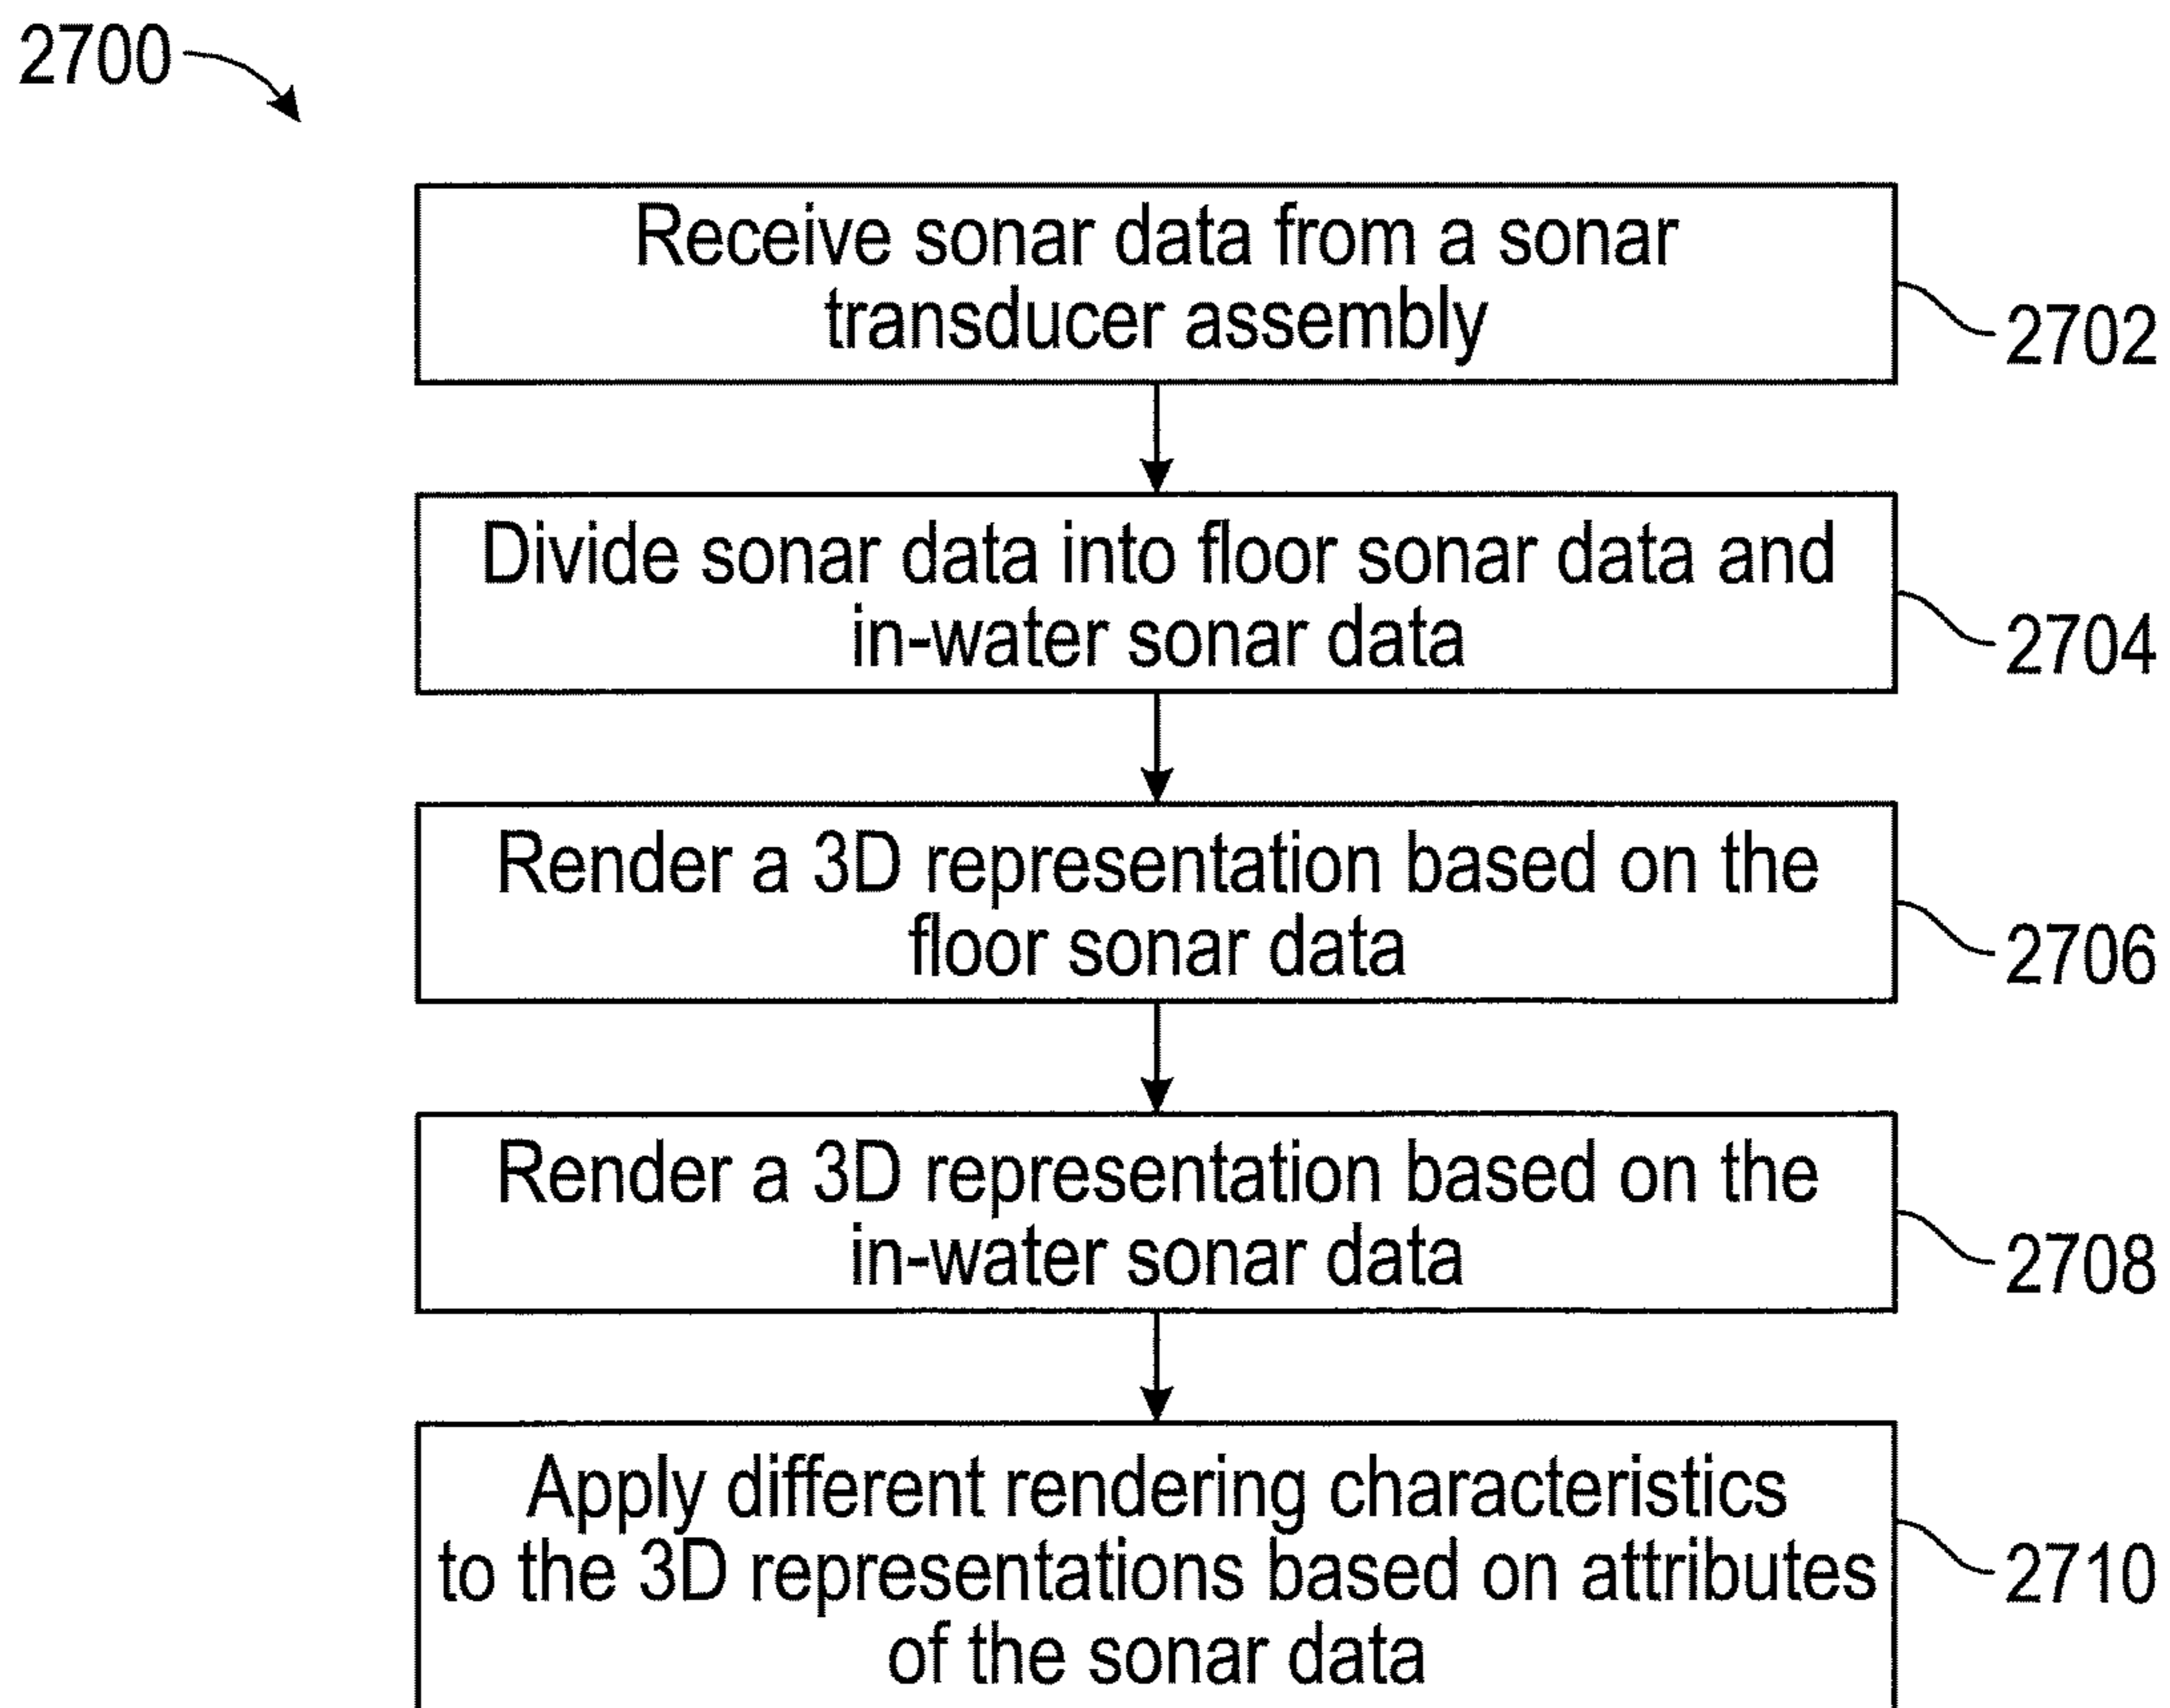 2700
Receive sonar data from a sonar
transducer assembly
2702
Divide sonar data into floor sonar data and
in-water sonar data
2704
Render a 3D representation based on the
floor sonar data
2706
Render a 3D representation based on the
in-water sonar data
2708
Apply different rendering characteristics
to the 3D representations based on attributes
of the sonar data
2710